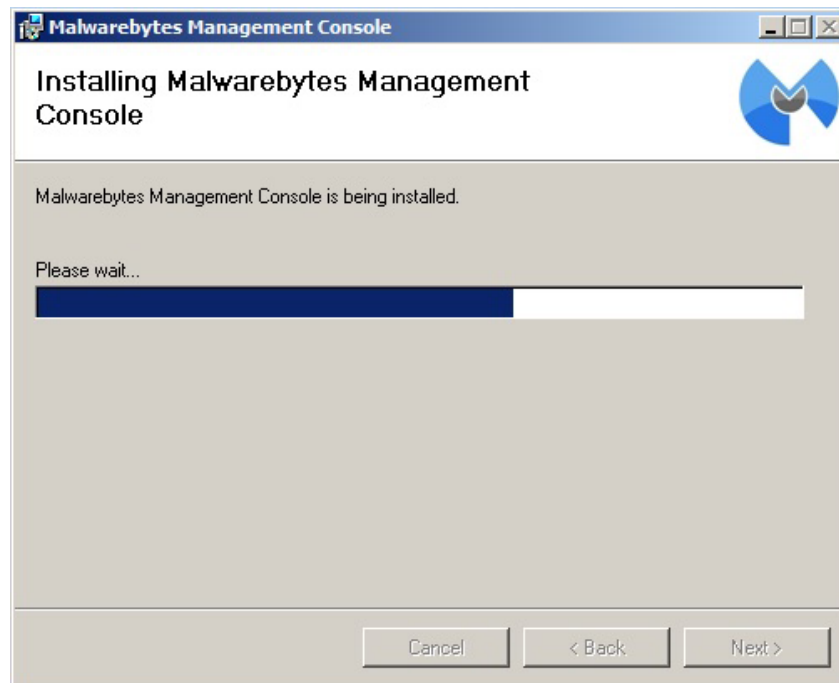 Malwarebytes Management Console
Installing Malwarebytes Management
Console
Malwarebytes Management Console is being installed.
Please wait...
Cancel
< Back
Next >